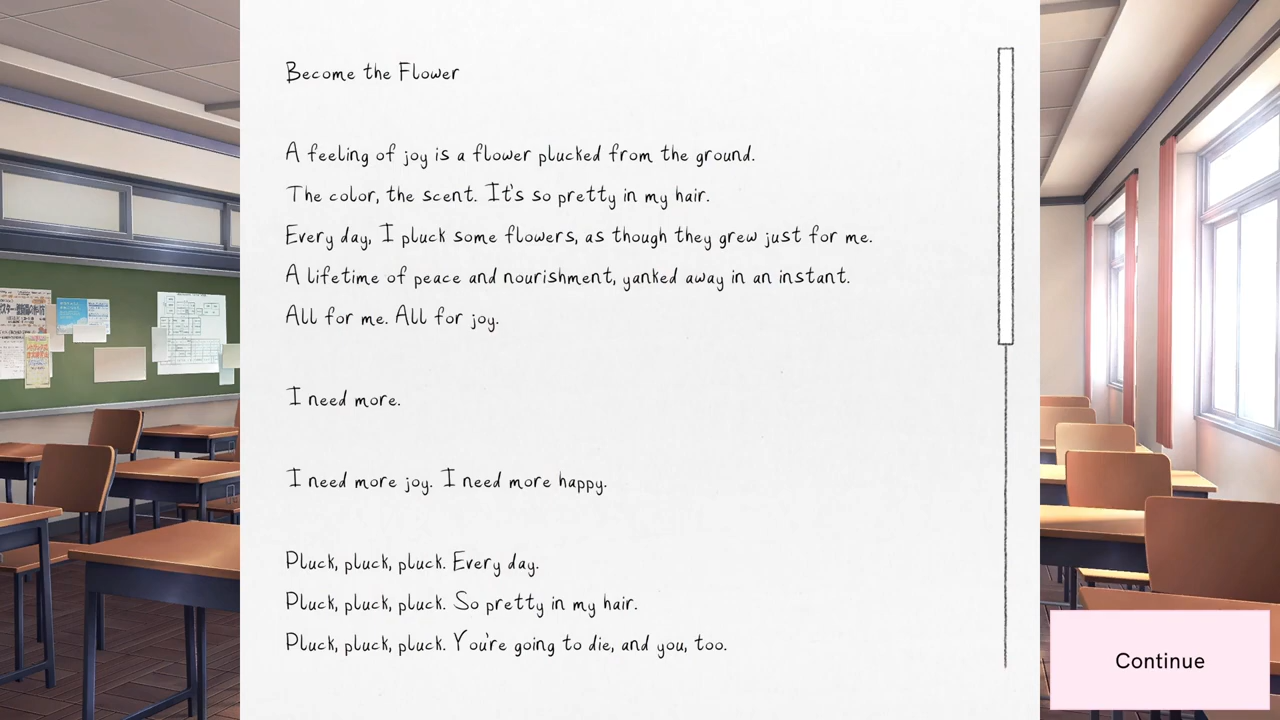 Become the Flower
A feeling of joy is a flower plucked from the ground.
The color, the scent. It's so pretty in my hair.
Every day, I pluck some flowers, as though they grew just for me.
A lifetime of peace and nourishment, yanked away in an instant.
All for me. All for joy.
I need more.
I need more joy. I need more happy.
Pluck, pluck, pluck. Every day.
Pluck, pluck, pluck. So pretty in my hair.
Pluck, pluck, pluck. You're going to die, and you, too.
Continue